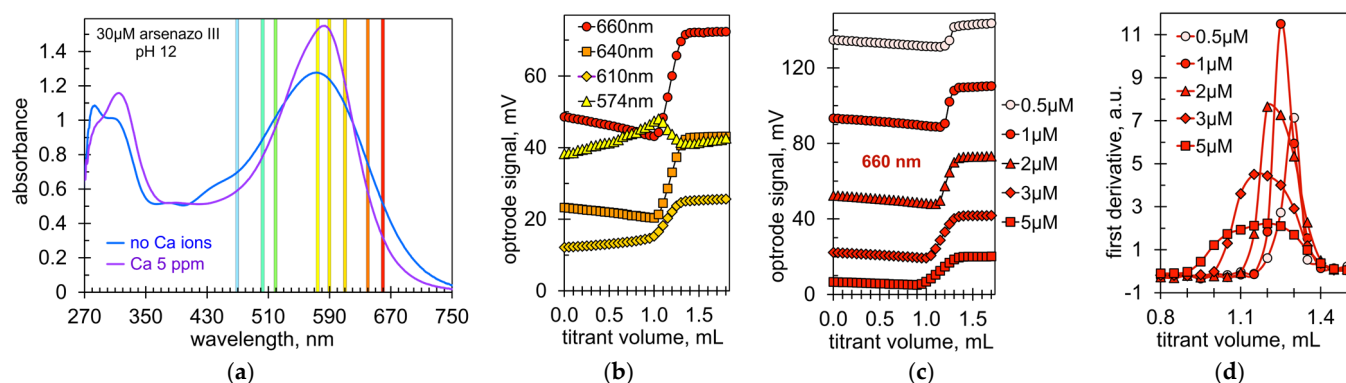 30µM arsenazo III
pH 12
absorbance
1.4
1.2
1
0.8
0.6
0.4
0.2
0
no Ca ions
Ca 5 ppm
270 350 430 510 590 670 750
wavelength, nm
(a)
(b)
optrode signal, mV
60
40
20
0
660nm
640nm
610nm
574nm
0.0 0.5 1.0 1.5
titrant volume, mL
(b)
(c)
optrode signal, mV
120
80
40
0
660 nm
0.5µM
1µM
2µM
3µM
5µM
0.0 0.5 1.0 1.5
titrant volume, mL
(c)
(d)
first derivative, a.u.
11
9
7
5
3
1
-1
0.5µM
1µM
2µM
3µM
5µM
0.8 1.1 1.4
titrant volume, mL
(d)